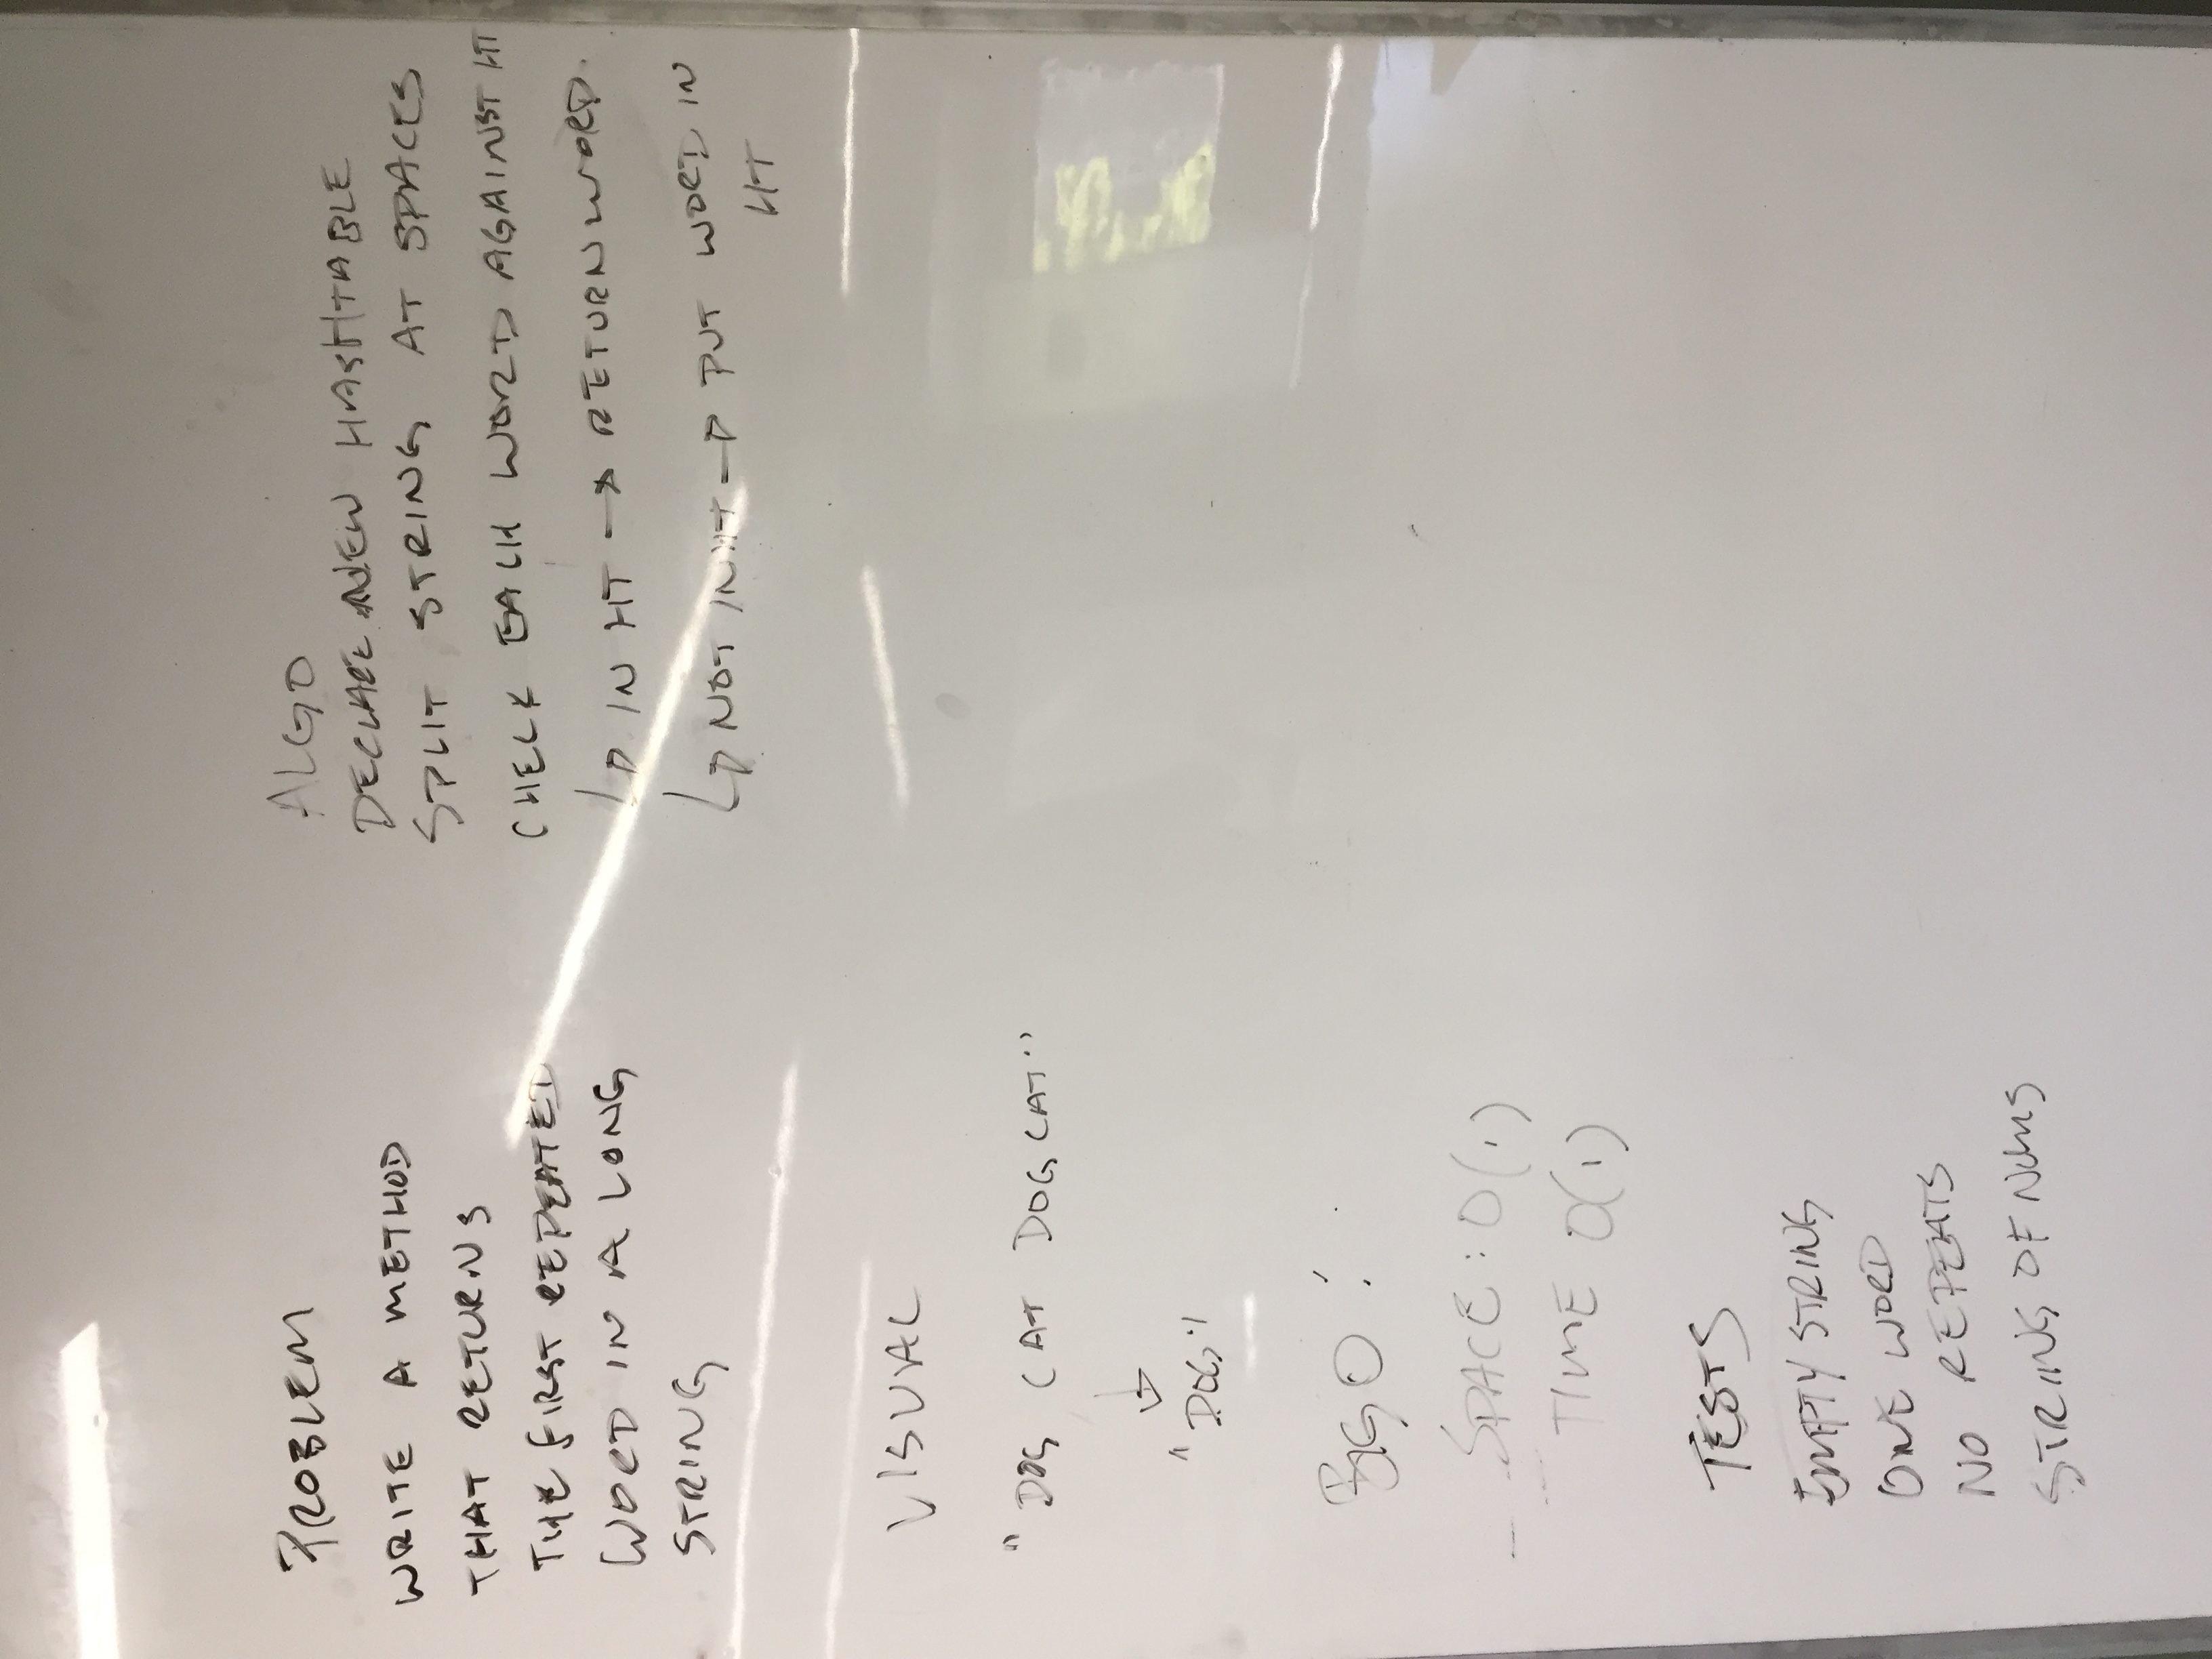 PROBLEM
WRITE A METHOD
THAT RETURNS
THE FIRST REPEATED
WORD IN A LONG
STRING
VISUAL
"DOG CAT DOG CAT"
"DOG"
BIG O :
SPACE : O(1)
TIME O(1)
TESTS
EMPTY STRING
ONE WORD
NO REPEATS
STRING OF NUMS
ALGO
DECLARE NEW HASHTABLE
SPLIT STRING AT SPACES
CHECK EACH WORD AGAINST HT
↳ IN HT → RETURN WORD.
↳ NOT IN HT → PUT WORD IN
HT